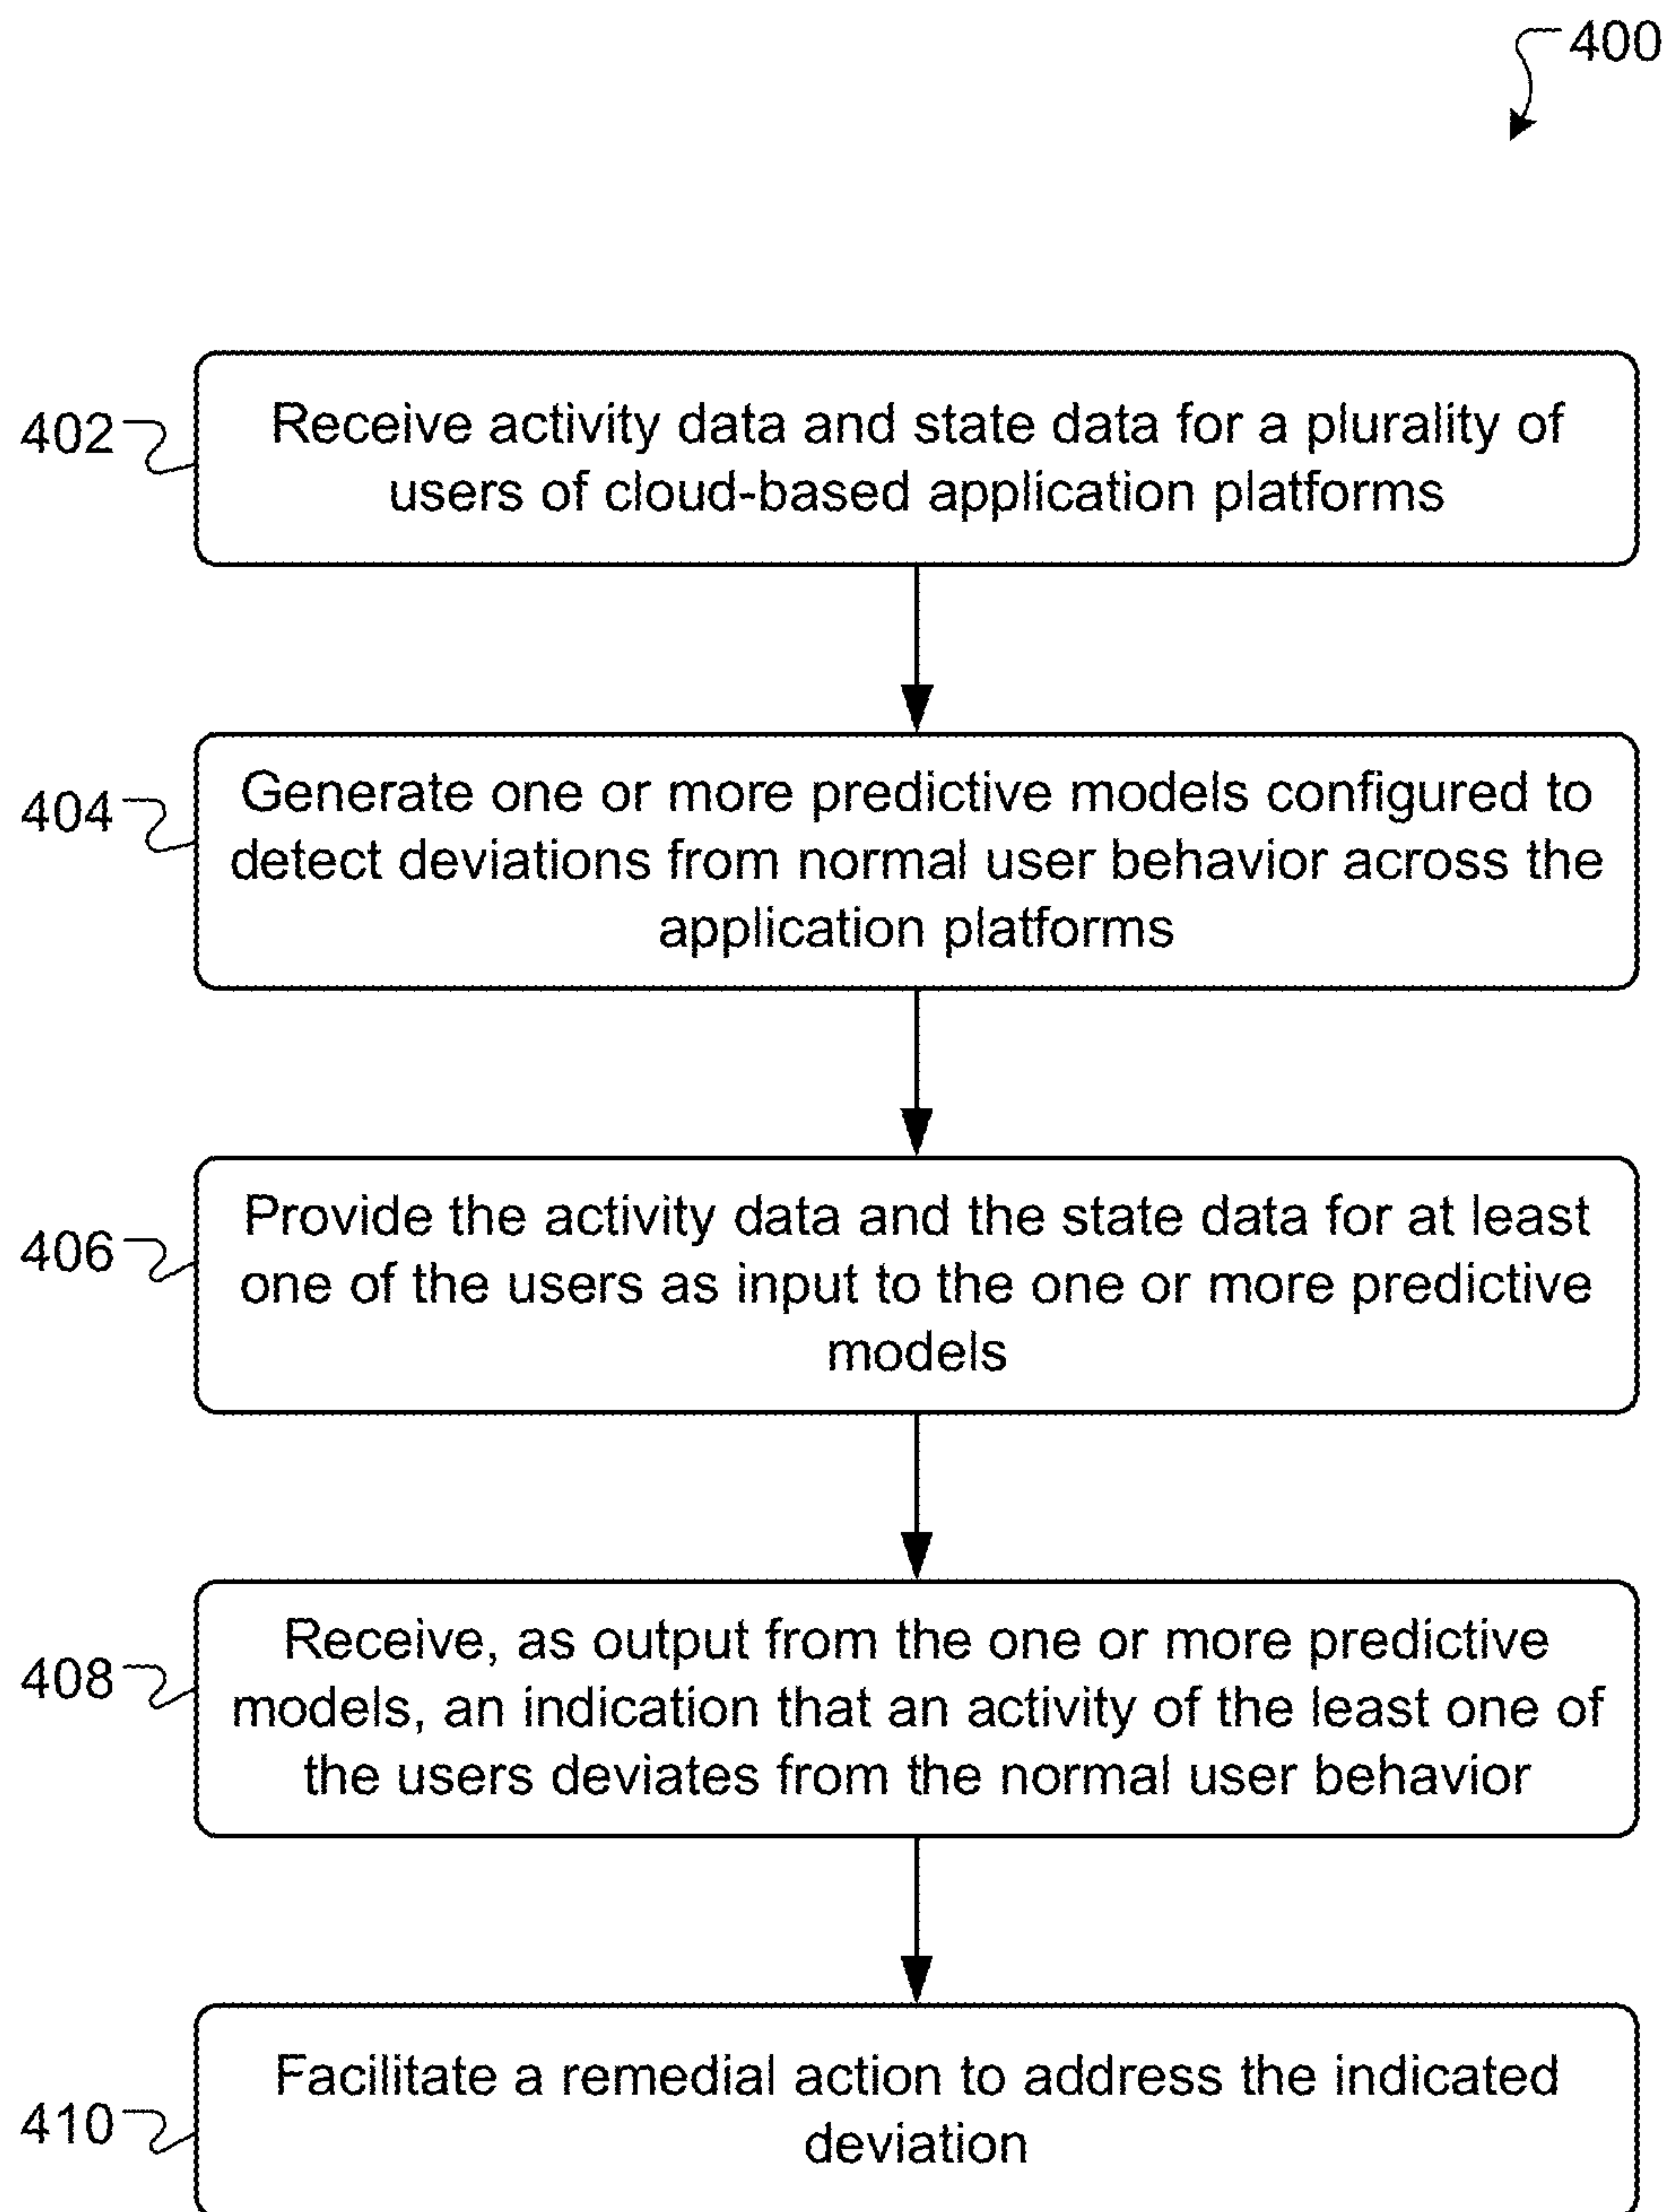 400
402
Receive activity data and state data for a plurality of
users of cloud-based application platforms
404
Generate one or more predictive models configured to
detect deviations from normal user behavior across the
application platforms
406
Provide the activity data and the state data for at least
one of the users as input to the one or more predictive
models
408
Receive, as output from the one or more predictive
models, an indication that an activity of the least one of
the users deviates from the normal user behavior
410
Facilitate a remedial action to address the indicated
deviation